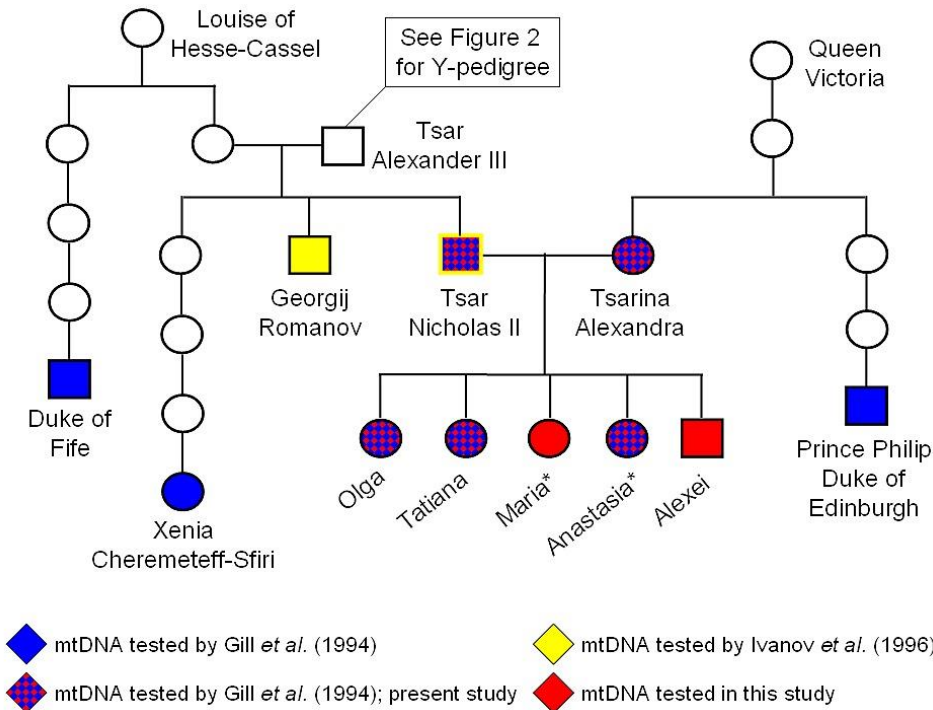 Louise of
Hesse-Cassel
See Figure 2
for Y-pedigree
Queen
Victoria
Tsar
Alexander III
Georgij
Romanov
Tsar
Nicholas II
Tsarina
Alexandra
Duke of
Fife
Xenia
Cheremeteff-Sfiri
Olga
Tatiana
Maria*
Anastasia*
Alexei
Prince Philip
Duke of
Edinburgh
mtDNA tested by Gill et al. (1994)
mtDNA tested by Ivanov et al. 1996)
mtDNA tested by Gill et al. (1994); present study
mtDNA tested in this study